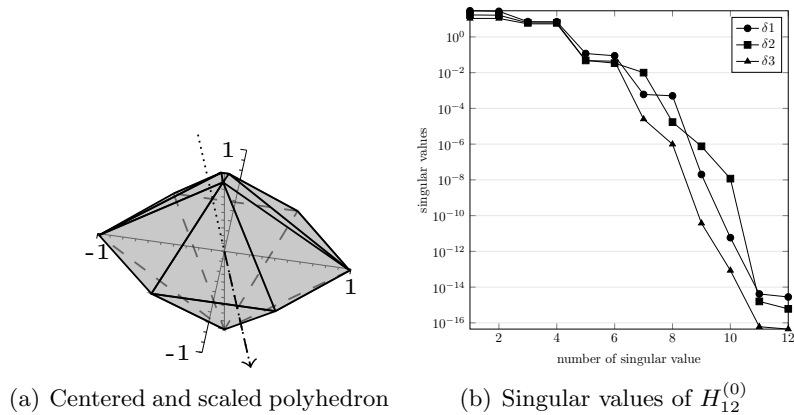 1
-1
1
-1
(a) Centered and scaled polyhedron
10^0
10^{-2}
10^{-4}
10^{-6}
10^{-8}
10^{-10}
10^{-12}
10^{-14}
10^{-16}
singular values
δ1
δ2
δ3
2 4 6 8 10 12
number of singular value
(b) Singular values of H_{12}^{(0)}